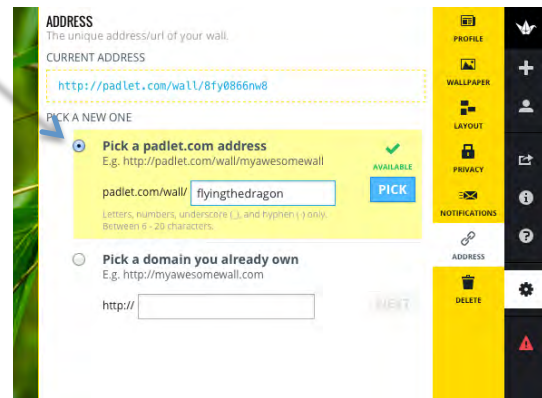 ADDRESS
The unique address/url of your wall.
CURRENT ADDRESS
http://padlet.com/wall/8fy0866nw8
PICK A NEW ONE
Pick a padlet.com address
E.g. http://padlet.com/wall/myawesomewall
AVAILABLE
padlet.com/wall/ flyingthedragon
PICK
Letters, numbers, underscore (_), and hyphen (-) only.
Between 6 - 20 characters.
Pick a domain you already own
E.g. http://myawesomewall.com
http://
NEXT
PROFILE
WALLPAPER
LAYOUT
PRIVACY
NOTIFICATIONS
ADDRESS
DELETE